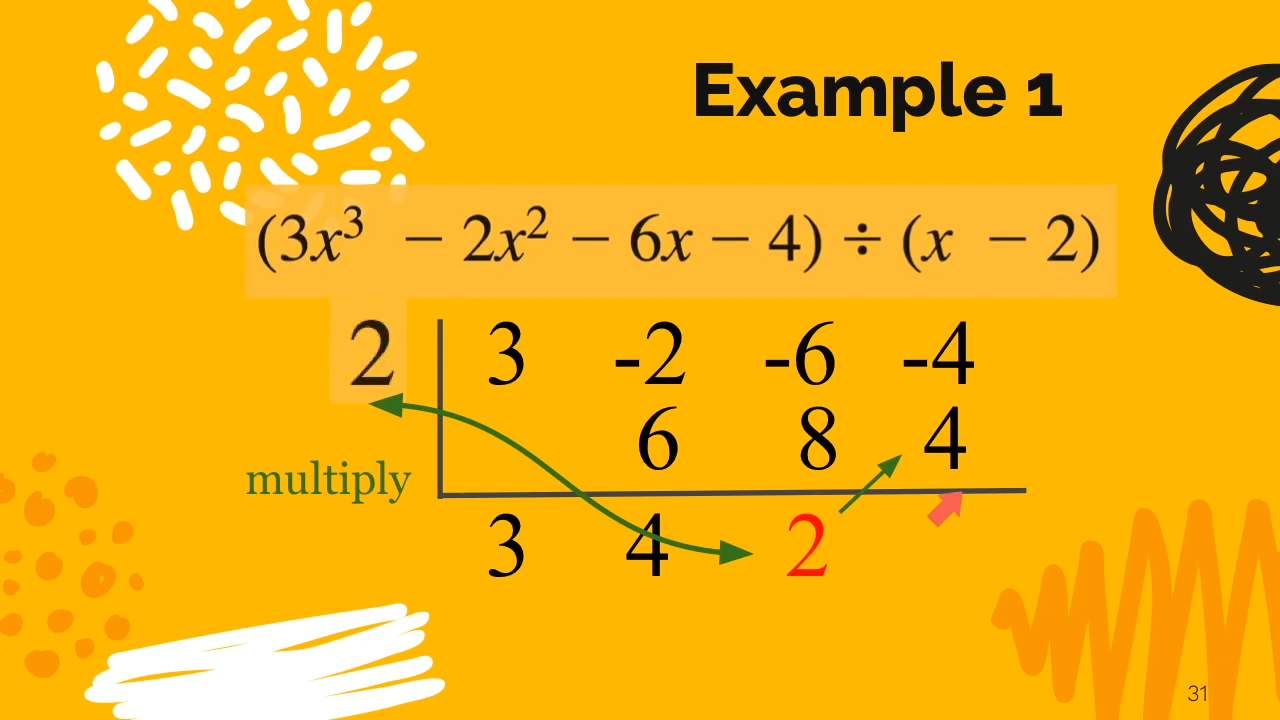 Example 1
(3x³ − 2x² − 6x − 4) ÷ (x − 2)
2 3 -2 -6 -4
6 8 4
multiply
3 4 2
31